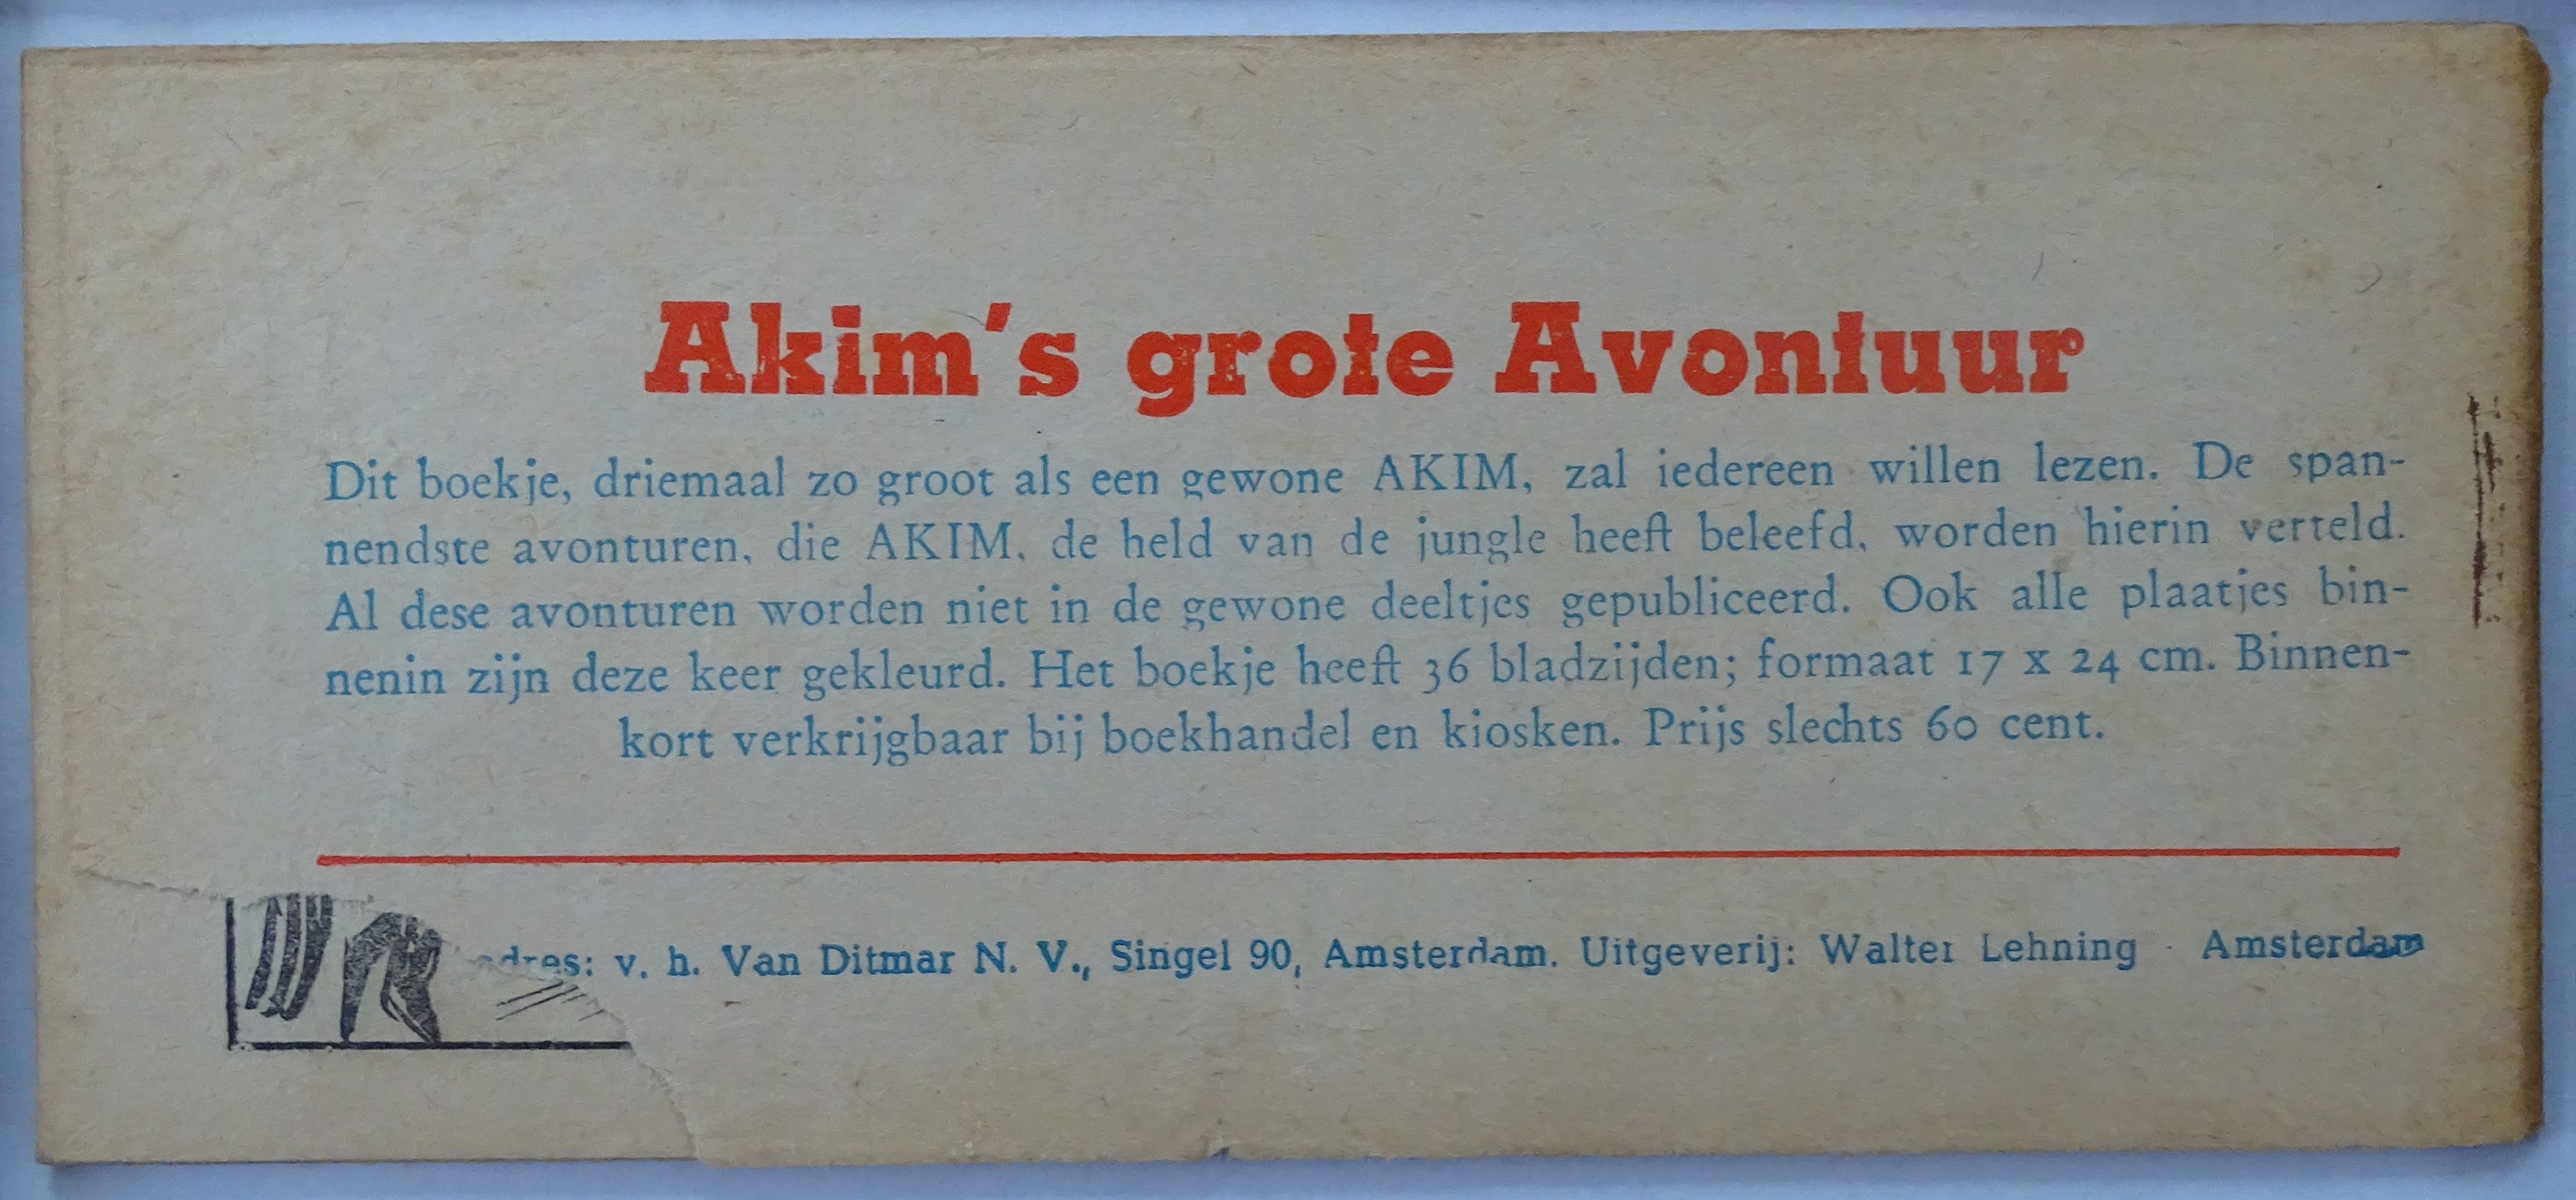 Akim's grote Avontuur
Dit boekje, driemaal zo groot als een gewone AKIM, zal iedereen willen lezen. De span-
nendste avonturen, die AKIM, de held van de jungle heeft beleefd, worden hierin verteld.
Al dese avonturen worden niet in de gewone deeltjes gepubliceerd. Ook alle plaatjes bin-
nenin zijn deze keer gekleurd. Het boekje heeft 36 bladzijden; formaat 17 x 24 cm. Binnen-
kort verkrijgbaar bij boekhandel en kiosken. Prijs slechts 60 cent.
v. h. Van Ditmar N. V., Singel 90, Amsterdam. Uitgeverij: Walter Lehning - Amsterdam